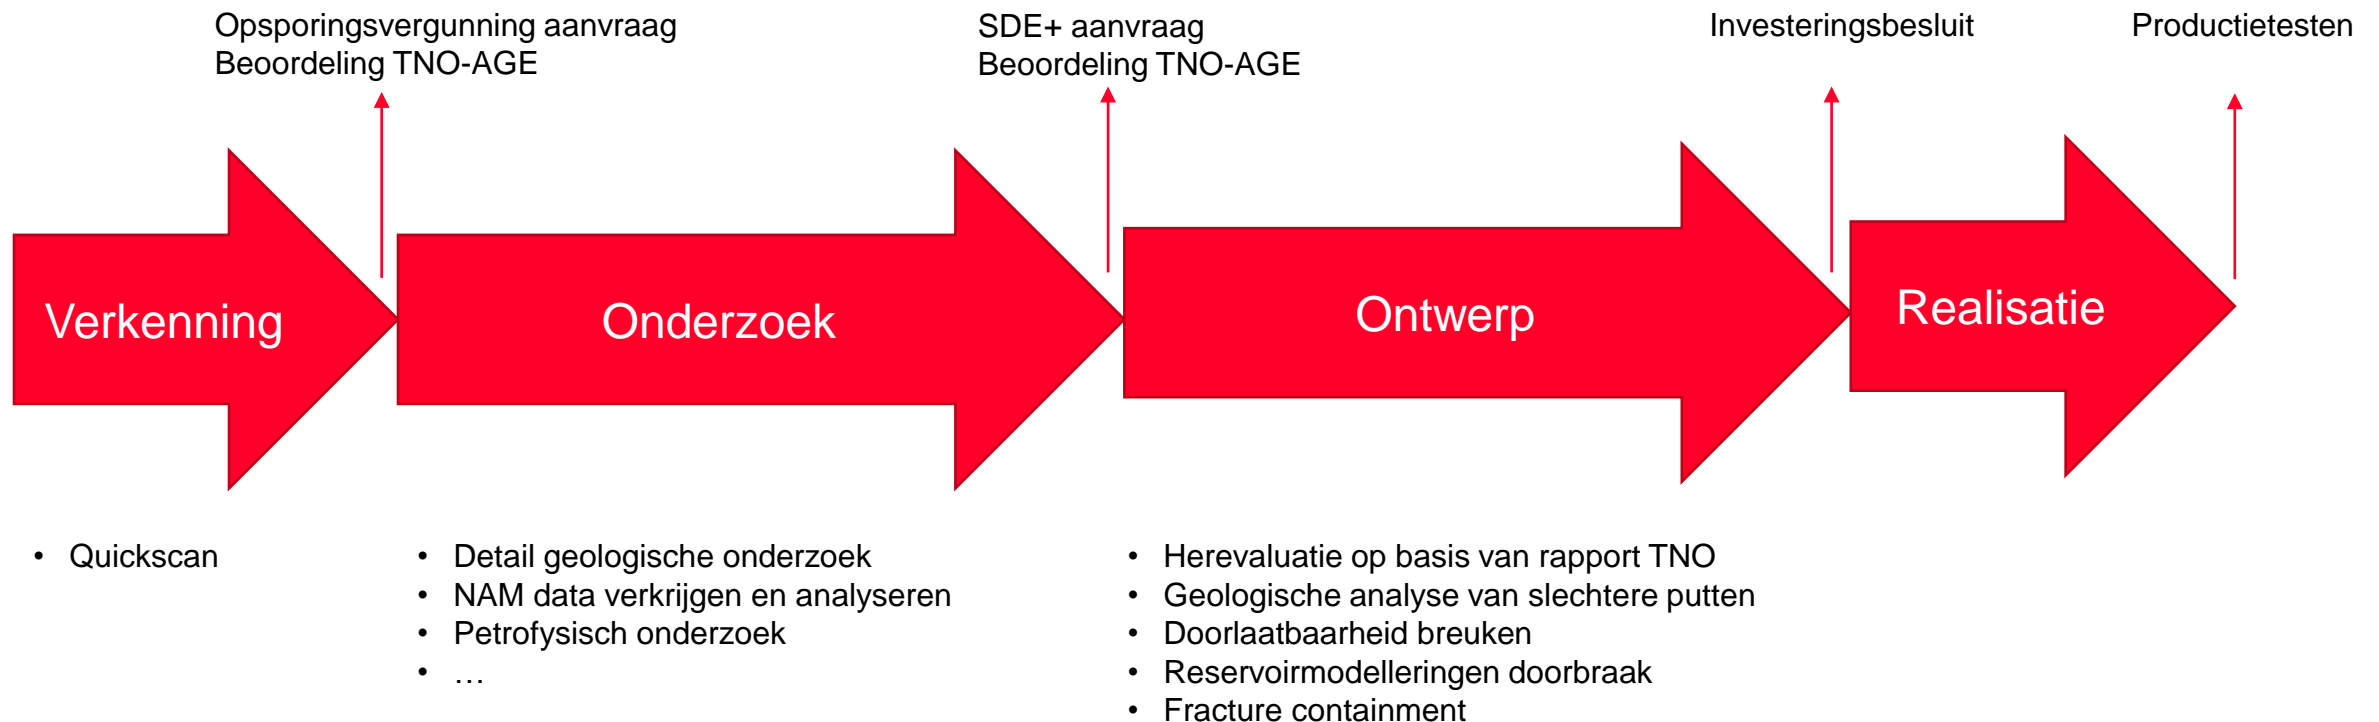 Opsporingsvergunning aanvraag
Beoordeling TNO-AGE
SDE+ aanvraag
Beoordeling TNO-AGE
Investeringsbesluit
Productietesten
Verkenning
Onderzoek
Ontwerp
Realisatie
• Quickscan
• Detail geologische onderzoek
• NAM data verkrijgen en analyseren
• Petrofysisch onderzoek
• …
• Herevaluatie op basis van rapport TNO
• Geologische analyse van slechtere putten
• Doorlaatbaarheid breuken
• Reservoirmodelleringen doorbraak
• Fracture containment